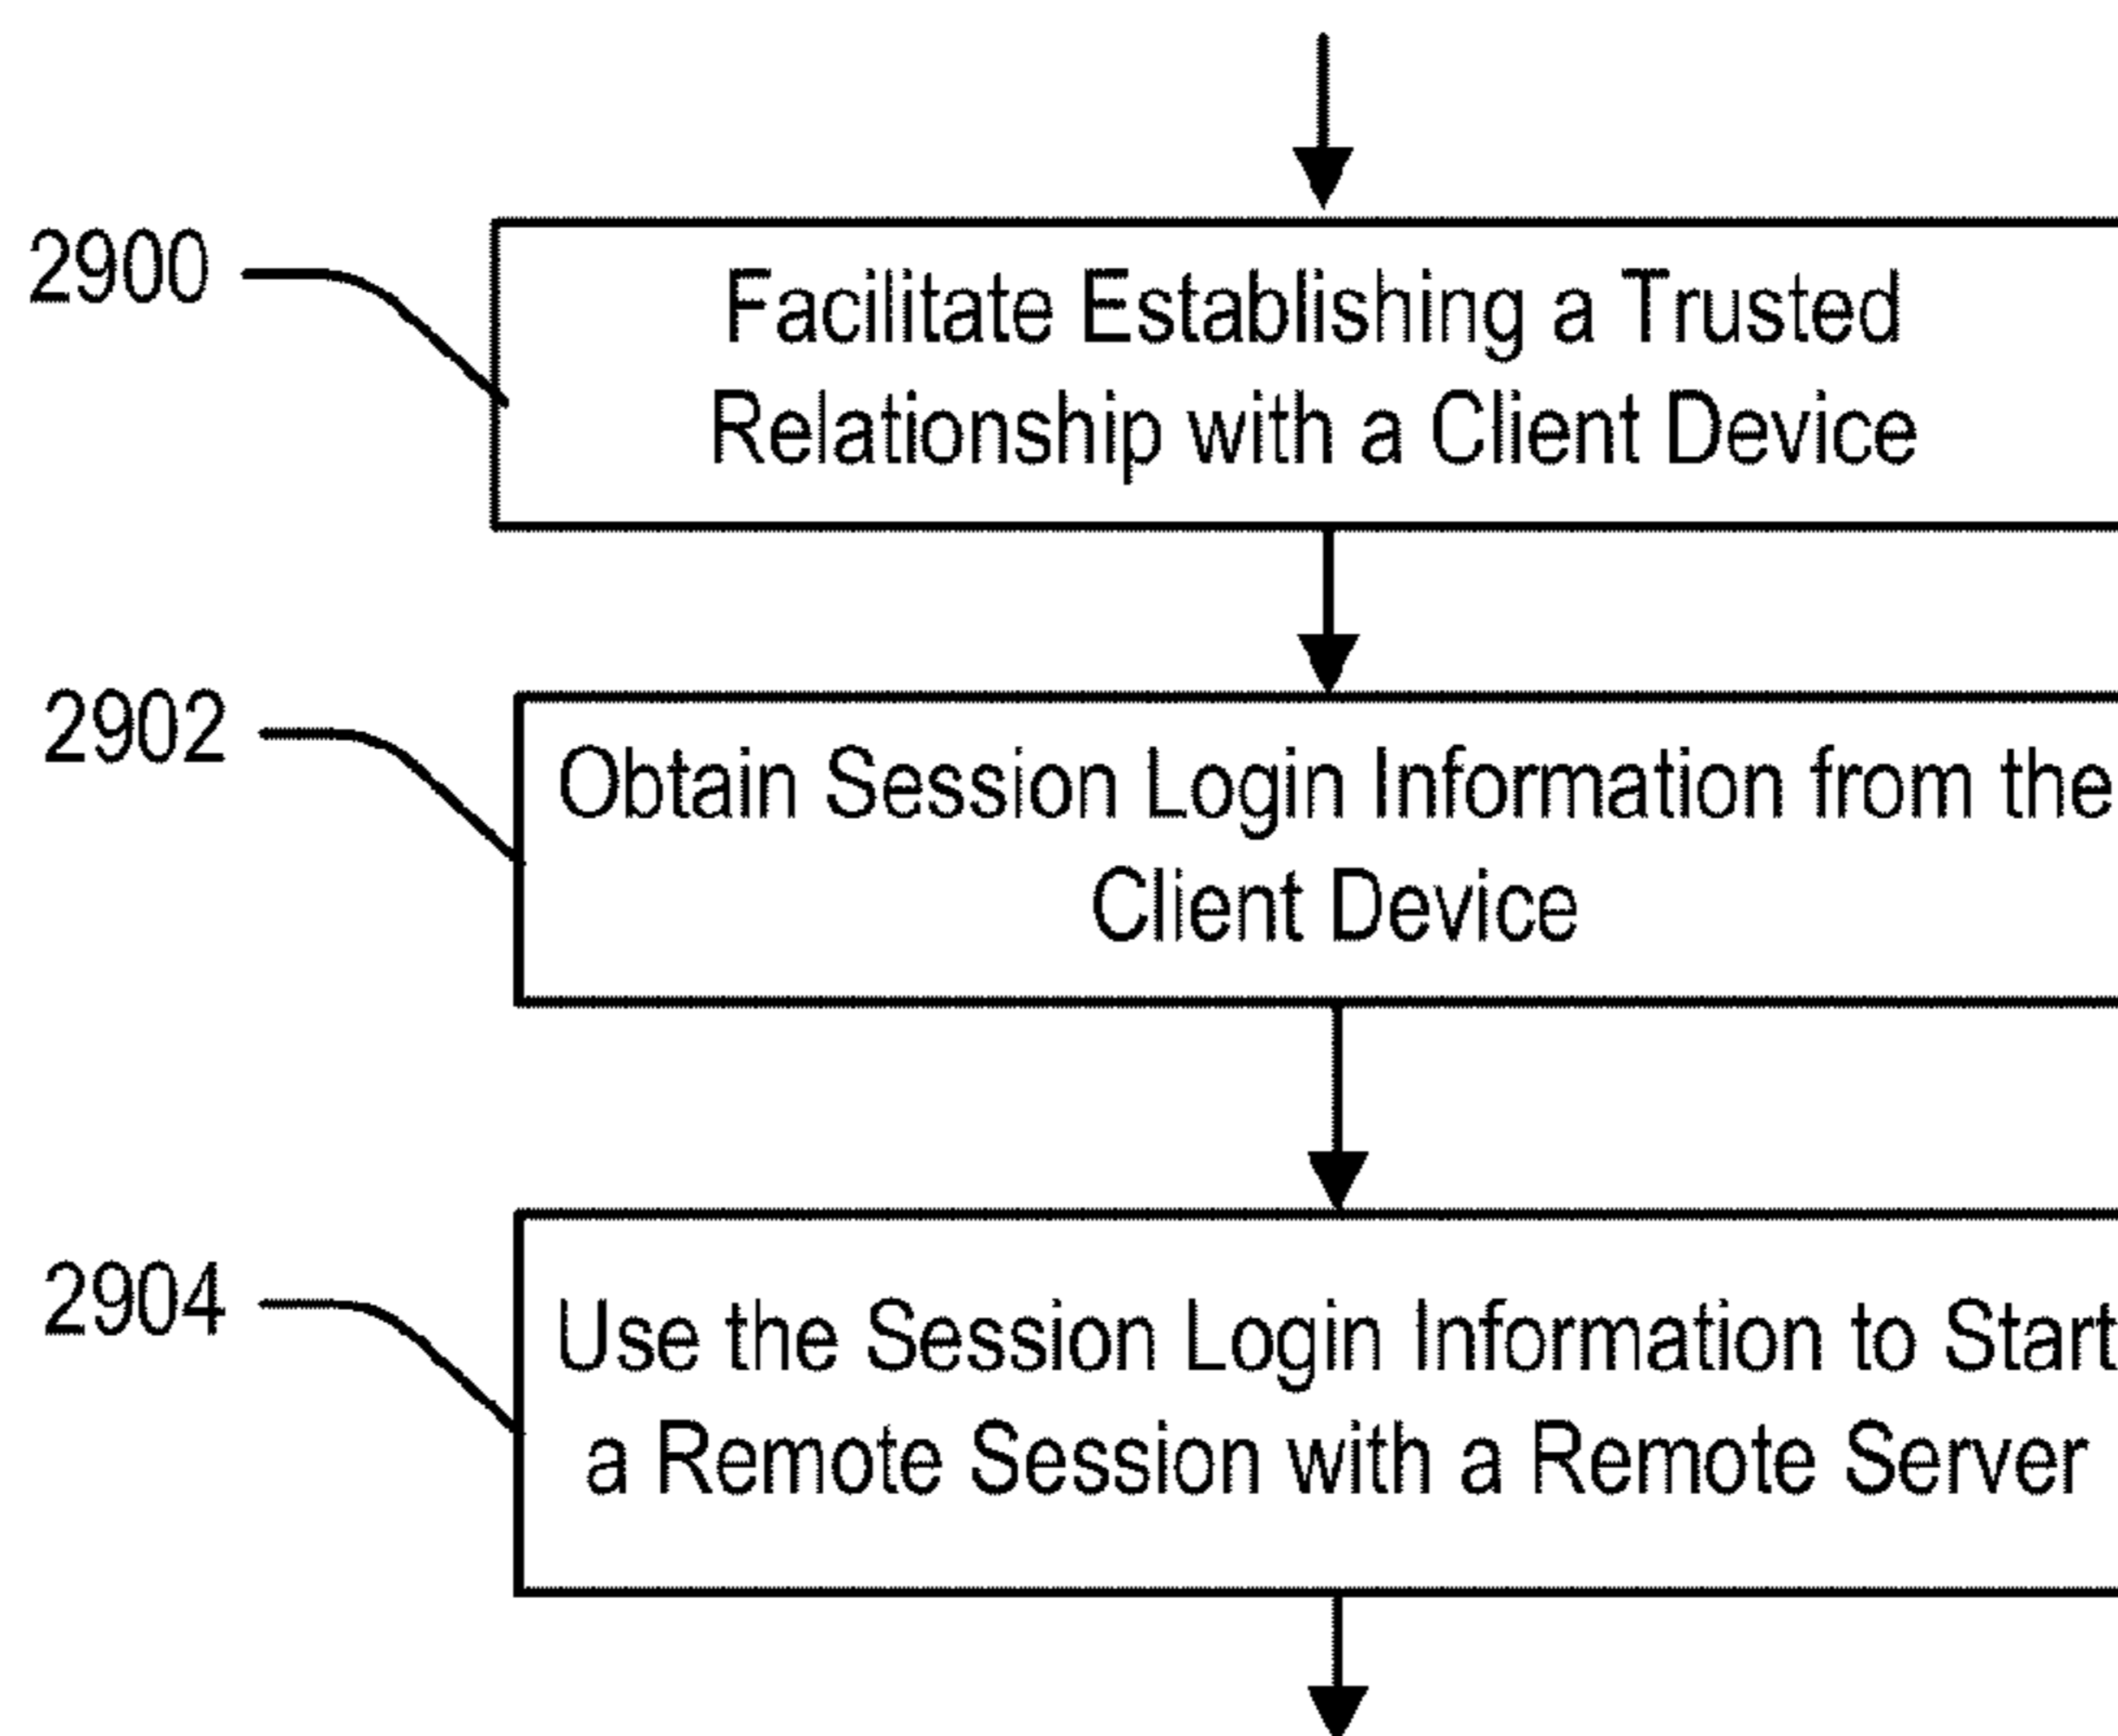 2900
Facilitate Establishing a Trusted
Relationship with a Client Device
2902
Obtain Session Login Information from the
Client Device
2904
Use the Session Login Information to Start
a Remote Session with a Remote Server